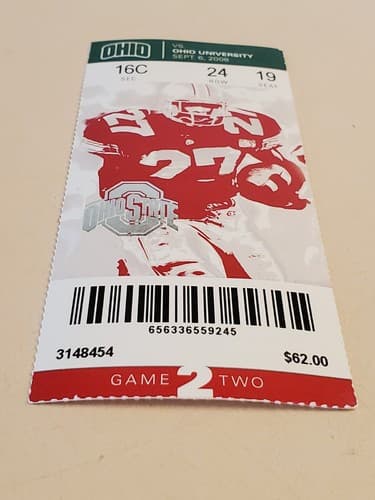 OHIO
VS.
OHIO UNIVERSITY
SEPT 6, 2008
16C 24 19
SEC ROW SEAT
27
OHIO STATE
656336559245
3148454 $62.00
GAME 2 TWO